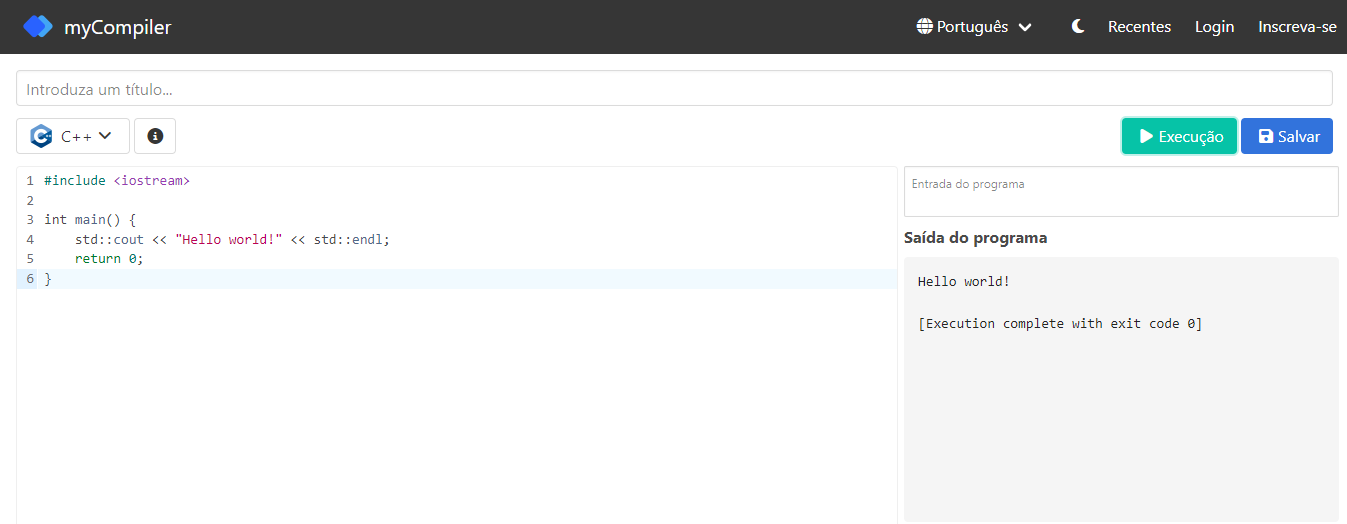 myCompiler
Português
Recentes
Login
Inscreva-se
Introduza um título...
C++
Execução
Salvar
1 #include <iostream>
2
3 int main() {
4     std::cout << "Hello world!" << std::endl;
5     return 0;
6 }
Entrada do programa
Saída do programa
Hello world!
[Execution complete with exit code 0]